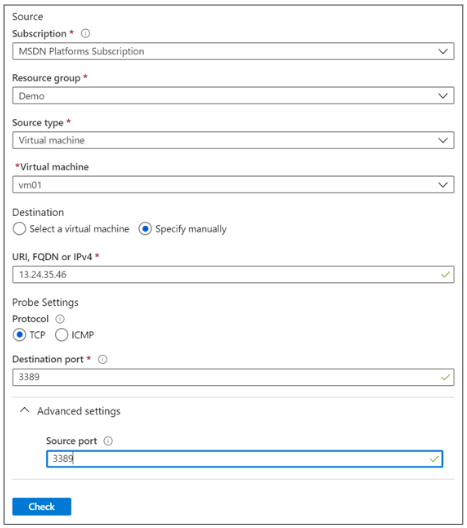 Source
Subscription *
MSDN Platforms Subscription
Resource group *
Demo
Source type *
Virtual machine
*Virtual machine
vm01
Destination
Select a virtual machine Specify manually
URI, FQDN or IPv4 *
13.24.35.46
Probe Settings
Protocol
TCP ICMP
Destination port *
3389
Advanced settings
Source port
3389
Check